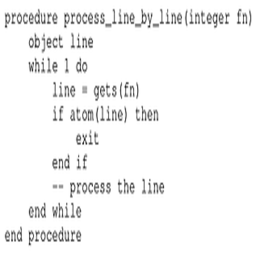 procedure process_line_by_line(integer fn)
    object line
    while 1 do
        line = gets(fn)
        if atom(line) then
            exit
        end if
        -- process the line
    end while
end procedure